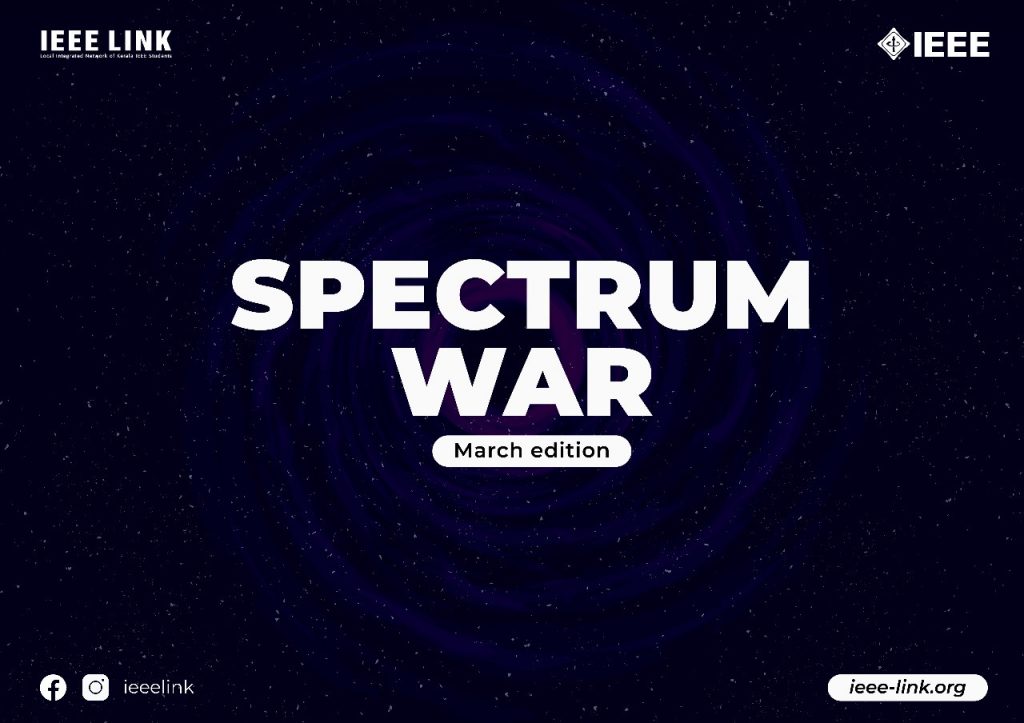 IEEE LINK
Local Integrated Network of Kerala IEEE Students
IEEE
SPECTRUM
WAR
March edition
ieeelink
ieee-link.org